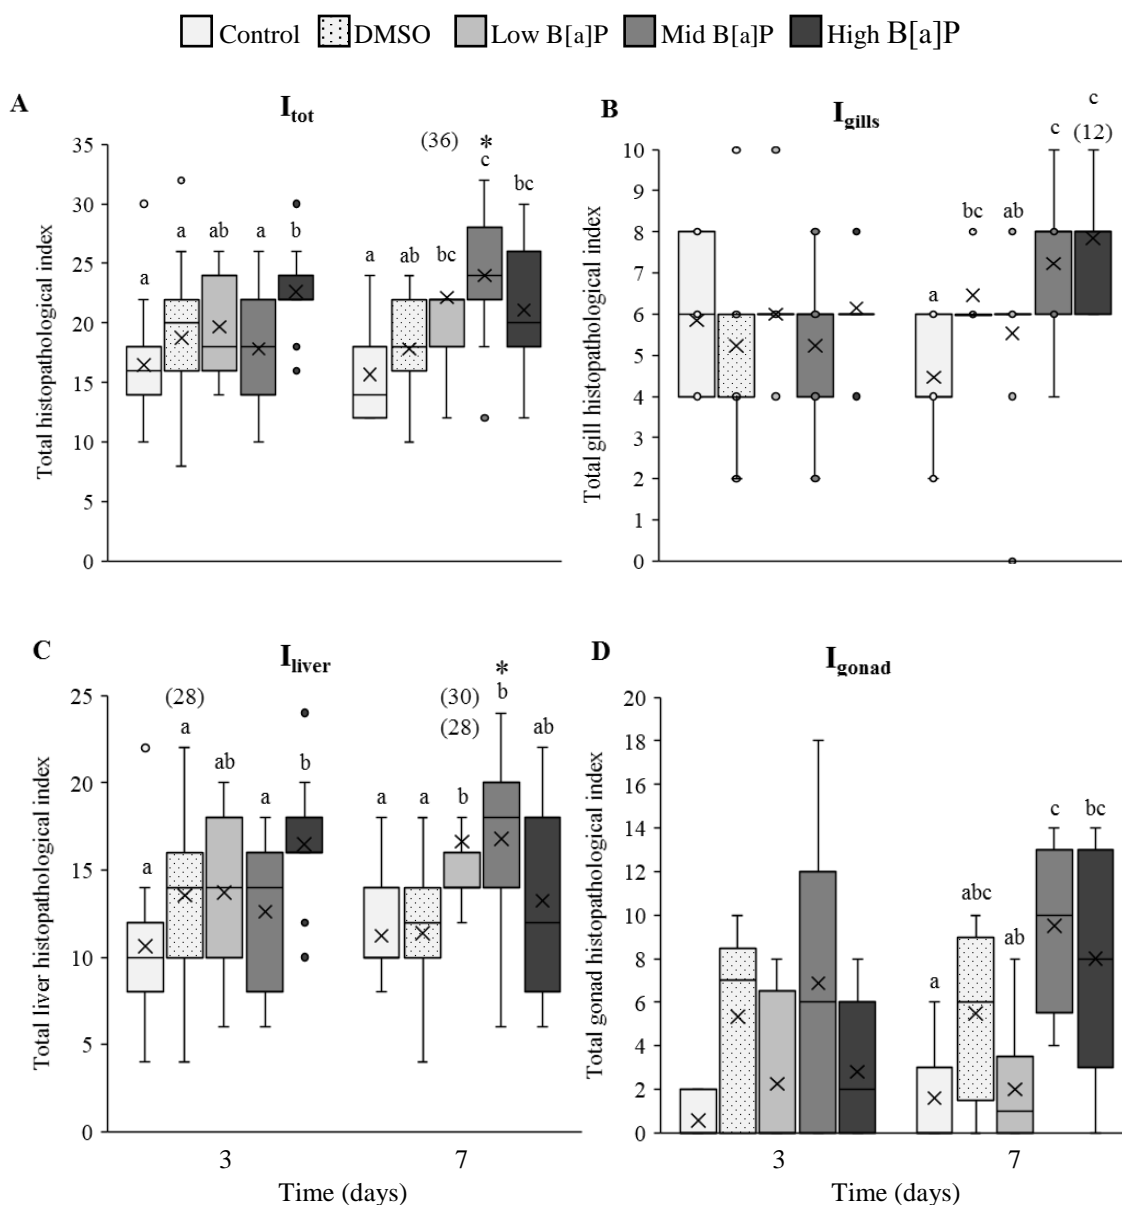 Control DMSO Low B[a]P Mid B[a]P High B[a]P
A
I_tot
Total histopathological index
35
30
25
20
15
10
5
0
a
a
ab
a
b
a
ab
bc
(36)
*
c
bc
B
I_gills
Total gill histopathological index
10
9
8
7
6
5
4
3
2
1
0
a
bc
ab
c
c
(12)
C
I_liver
Total liver histopathological index
25
20
15
10
5
0
a
(28)
a
ab
a
b
a
a
(30)
(28)
b
*
b
ab
3
7
Time (days)
D
I_gonad
Total gonad histopathological index
20
18
16
14
12
10
8
6
4
2
0
a
abc
ab
c
bc
3
7
Time (days)